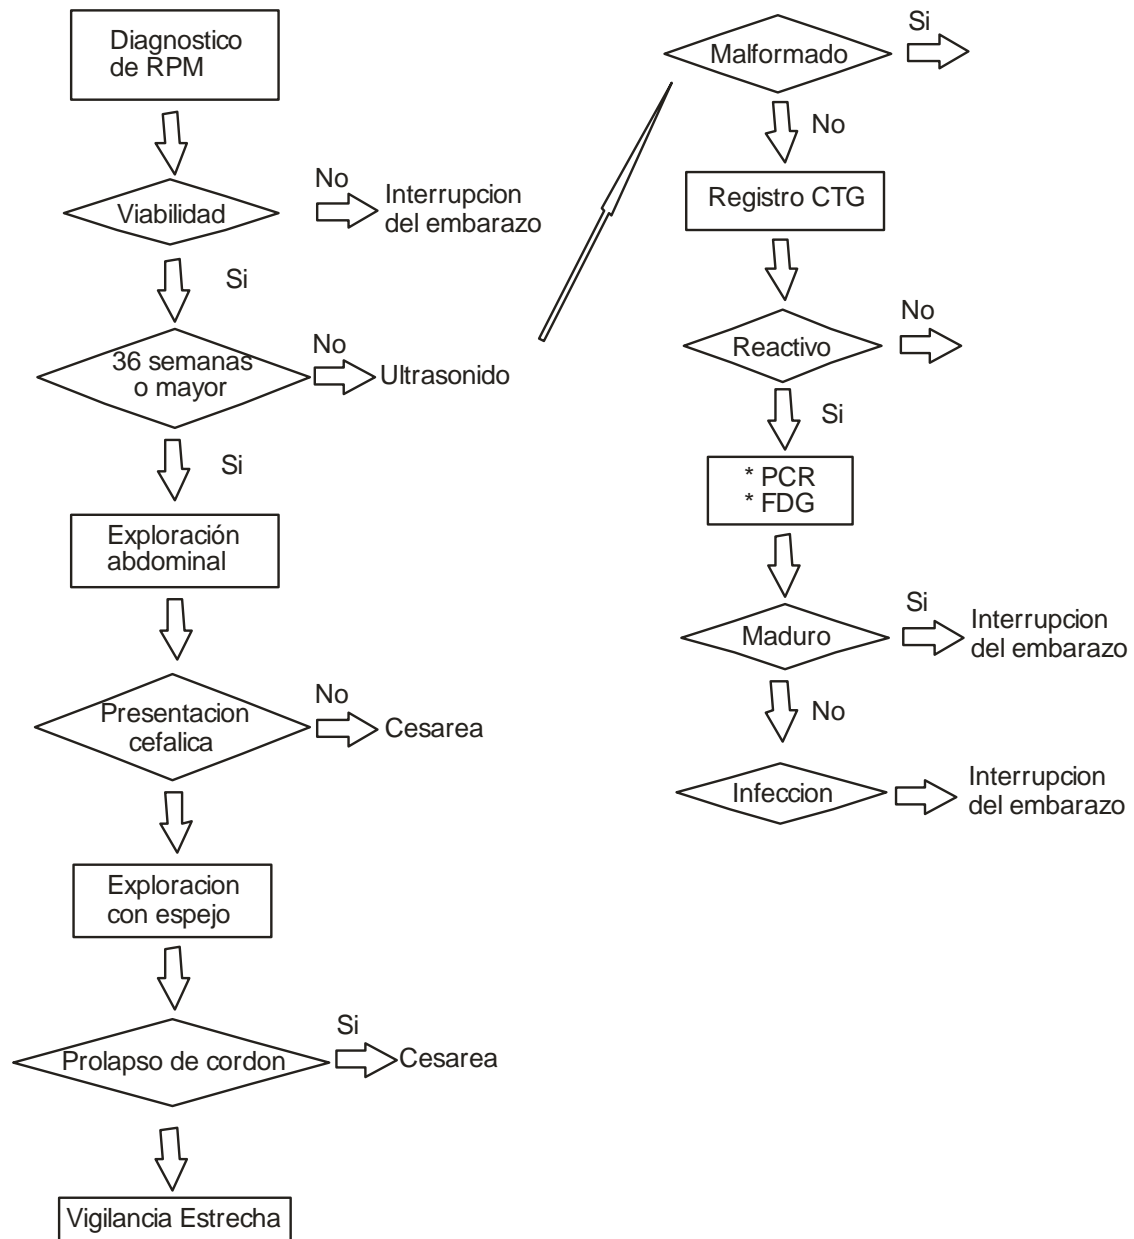 Diagnostico
de RPM
Viabilidad
No
Interrupcion
del embarazo
Si
36 semanas
o mayor
No
Ultrasonido
Si
Exploración
abdominal
Presentacion
cefalica
No
Cesarea
Exploracion
con espejo
Prolapso de cordon
Si
Cesarea
Vigilancia Estrecha
Malformado
Si
No
Registro CTG
Reactivo
No
Si
* PCR
* FDG
Maduro
Si
Interrupcion
del embarazo
No
Infeccion
Interrupcion
del embarazo